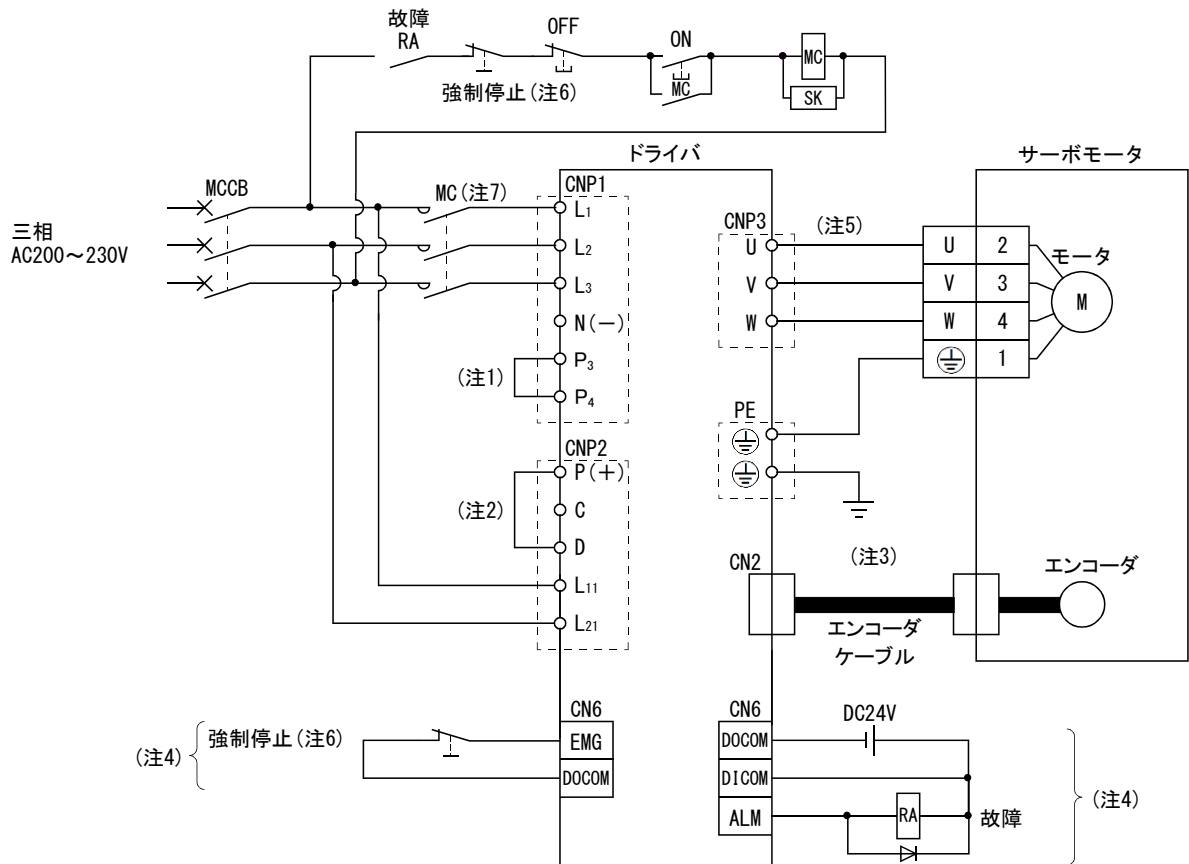 故障
RA
OFF
ON
MC
強制停止(注6)
MC
SK
ドライバ
サーボモータ
MCCB
MC(注7)
CNP1
L1
三相
AC200～230V
L2
L3
N(－)
P3
(注1)
P4
CNP2
P(＋)
(注2)
C
D
L11
L21
CNP3
(注5)
U
V
W
U 2
V 3
W 4
1
モータ
M
PE
CN2
(注3)
エンコーダ
エンコーダ
ケーブル
CN6
(注4)
強制停止(注6)
EMG
DOCOM
CN6
DC24V
DOCOM
DICOM
ALM
RA
故障
(注4)